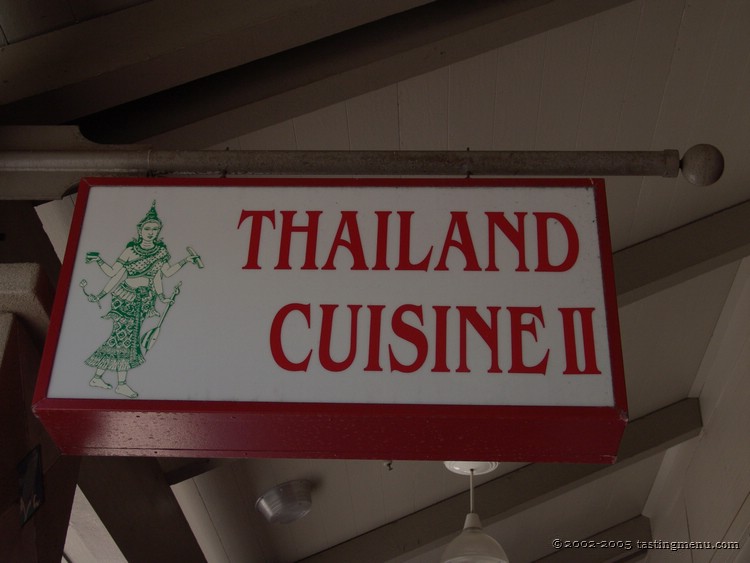 THAILAND
CUISINE II
©2002-2005 tastingmenu.com